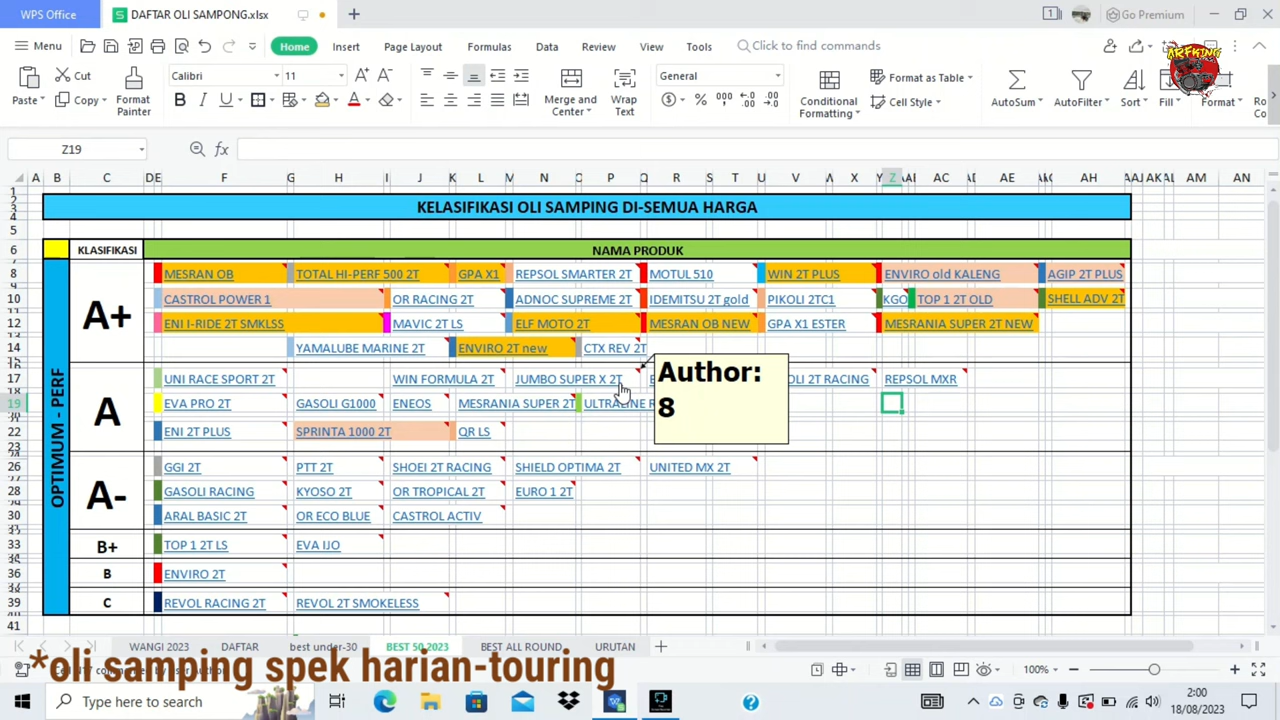 WPS Office
DAFTAR OLI SAMPONG.xlsx
Go Premium
Menu
Home
Insert
Page Layout
Formulas
Data
Review
View
Tools
Click to find commands
ARFKING
Paste
Cut
Copy
Format Painter
Calibri
11
B I U A
Merge and Center
Wrap Text
General
Conditional Formatting
Format as Table
Cell Style
AutoSum
AutoFilter
Sort
Fill
Format
Z19
fx
KELASIFIKASI OLI SAMPING DI-SEMUA HARGA
KLASIFIKASI
NAMA PRODUK
OPTIMUM - PERF
A+
MESRAN OB
TOTAL HI-PERF 500 2T
GPA X1
REPSOL SMARTER 2T
MOTUL 510
WIN 2T PLUS
ENVIRO old KALENG
AGIP 2T PLUS
CASTROL POWER 1
OR RACING 2T
ADNOC SUPREME 2T
IDEMITSU 2T gold
PIKOLI 2TC1
KGO
TOP 1 2T OLD
SHELL ADV 2T
ENI I-RIDE 2T SMKLSS
MAVIC 2T LS
ELF MOTO 2T
MESRAN OB NEW
GPA X1 ESTER
MESRANIA SUPER 2T NEW
YAMALUBE MARINE 2T
ENVIRO 2T new
CTX REV 2T
A
UNI RACE SPORT 2T
WIN FORMULA 2T
JUMBO SUPER X 2T
OLI 2T RACING
REPSOL MXR
EVA PRO 2T
GASOLI G1000
ENEOS
MESRANIA SUPER 2T
ULTRALINE R
ENI 2T PLUS
SPRINTA 1000 2T
QR LS
Author:
8
A-
GGI 2T
PTT 2T
SHOEI 2T RACING
SHIELD OPTIMA 2T
UNITED MX 2T
GASOLI RACING
KYOSO 2T
OR TROPICAL 2T
EURO 1 2T
ARAL BASIC 2T
OR ECO BLUE
CASTROL ACTIV
B+
TOP 1 2T LS
EVA IJO
B
ENVIRO 2T
C
REVOL RACING 2T
REVOL 2T SMOKELESS
WANGI 2023
DAFTAR
best under-30
BEST 50 2023
BEST ALL ROUND
URUTAN
*oli samping spek harian-touring
100%
Type here to search
2:00
18/08/2023